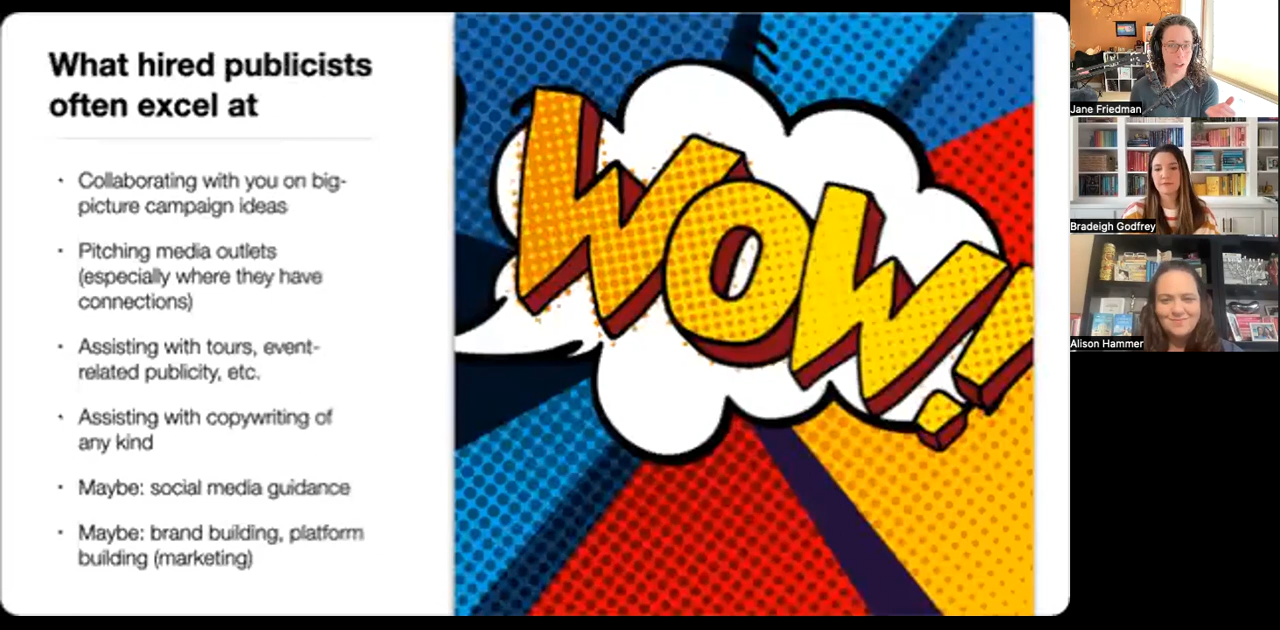 What hired publicists
often excel at
· Collaborating with you on big-
picture campaign ideas
· Pitching media outlets
(especially where they have
connections)
· Assisting with tours, event-
related publicity, etc.
· Assisting with copywriting of
any kind
· Maybe: social media guidance
· Maybe: brand building, platform
building (marketing)
WOW!
Jane Friedman
Bradeigh Godfrey
Alison Hammer